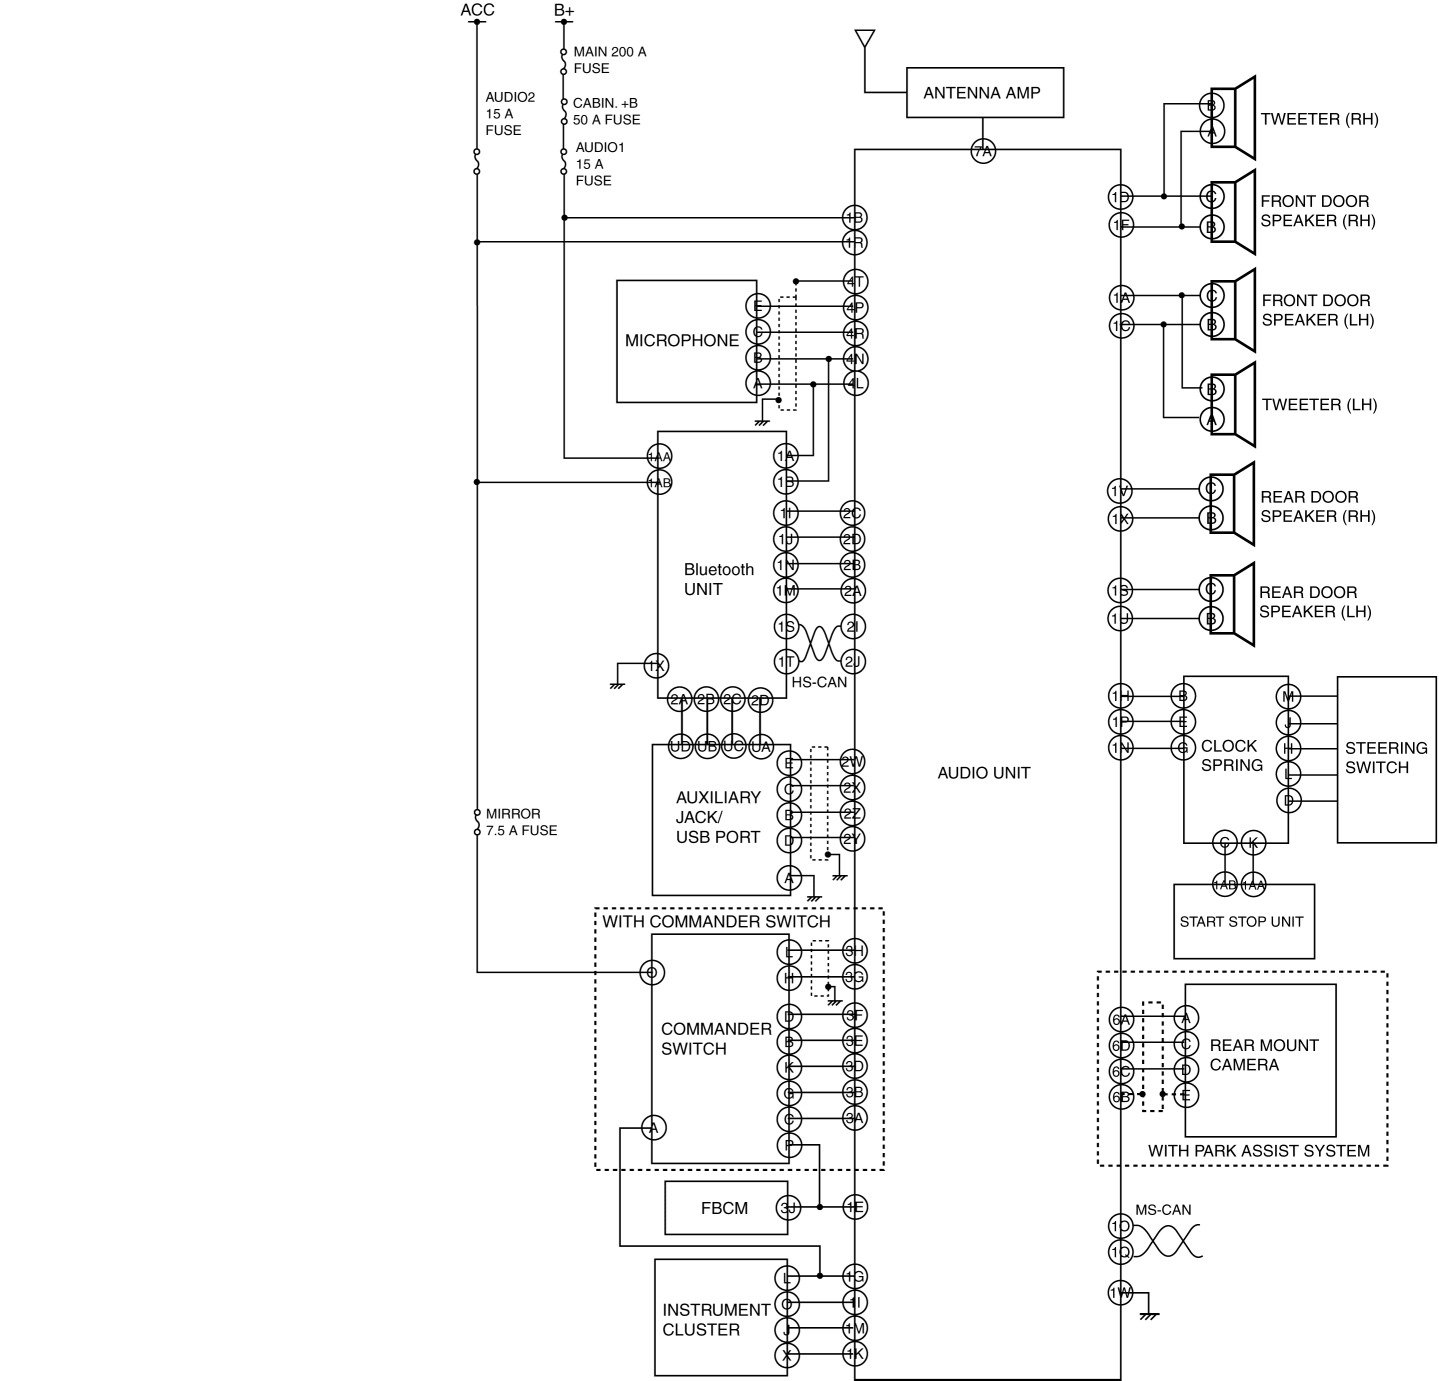 ACC
B+
MAIN 200 A
FUSE
CABIN. +B
50 A FUSE
AUDIO1
15 A
FUSE
AUDIO2
15 A
FUSE
ANTENNA AMP
7A
1B
1R
4T
4P
4R
4N
4L
MICROPHONE
E
C
B
A
1AA
1AB
1A
1B
1I
1J
1N
1M
1S
1T
2C
2D
2B
2A
2I
2J
HS-CAN
Bluetooth
UNIT
1X
2A
2B
2C
2D
UD
UB
UC
UA
AUXILIARY
JACK/
USB PORT
E
C
B
D
A
2W
2X
2Z
2Y
MIRROR
7.5 A FUSE
WITH COMMANDER SWITCH
COMMANDER
SWITCH
O
A
L
H
D
B
K
G
C
P
3H
3G
3F
3E
3D
3B
3A
FBCM
3J
1E
INSTRUMENT
CLUSTER
L
O
J
X
1G
1I
1M
1K
AUDIO UNIT
B
A
TWEETER (RH)
1D
1F
C
B
FRONT DOOR
SPEAKER (RH)
1A
1C
C
B
FRONT DOOR
SPEAKER (LH)
B
A
TWEETER (LH)
1V
1X
C
B
REAR DOOR
SPEAKER (RH)
1S
1U
C
B
REAR DOOR
SPEAKER (LH)
1H
1P
1N
B
E
G
CLOCK
SPRING
M
J
H
L
D
STEERING
SWITCH
C
K
1AB
1AA
START STOP UNIT
6A
6D
6C
6B
A
C
D
E
REAR MOUNT
CAMERA
WITH PARK ASSIST SYSTEM
MS-CAN
1O
1Q
1W